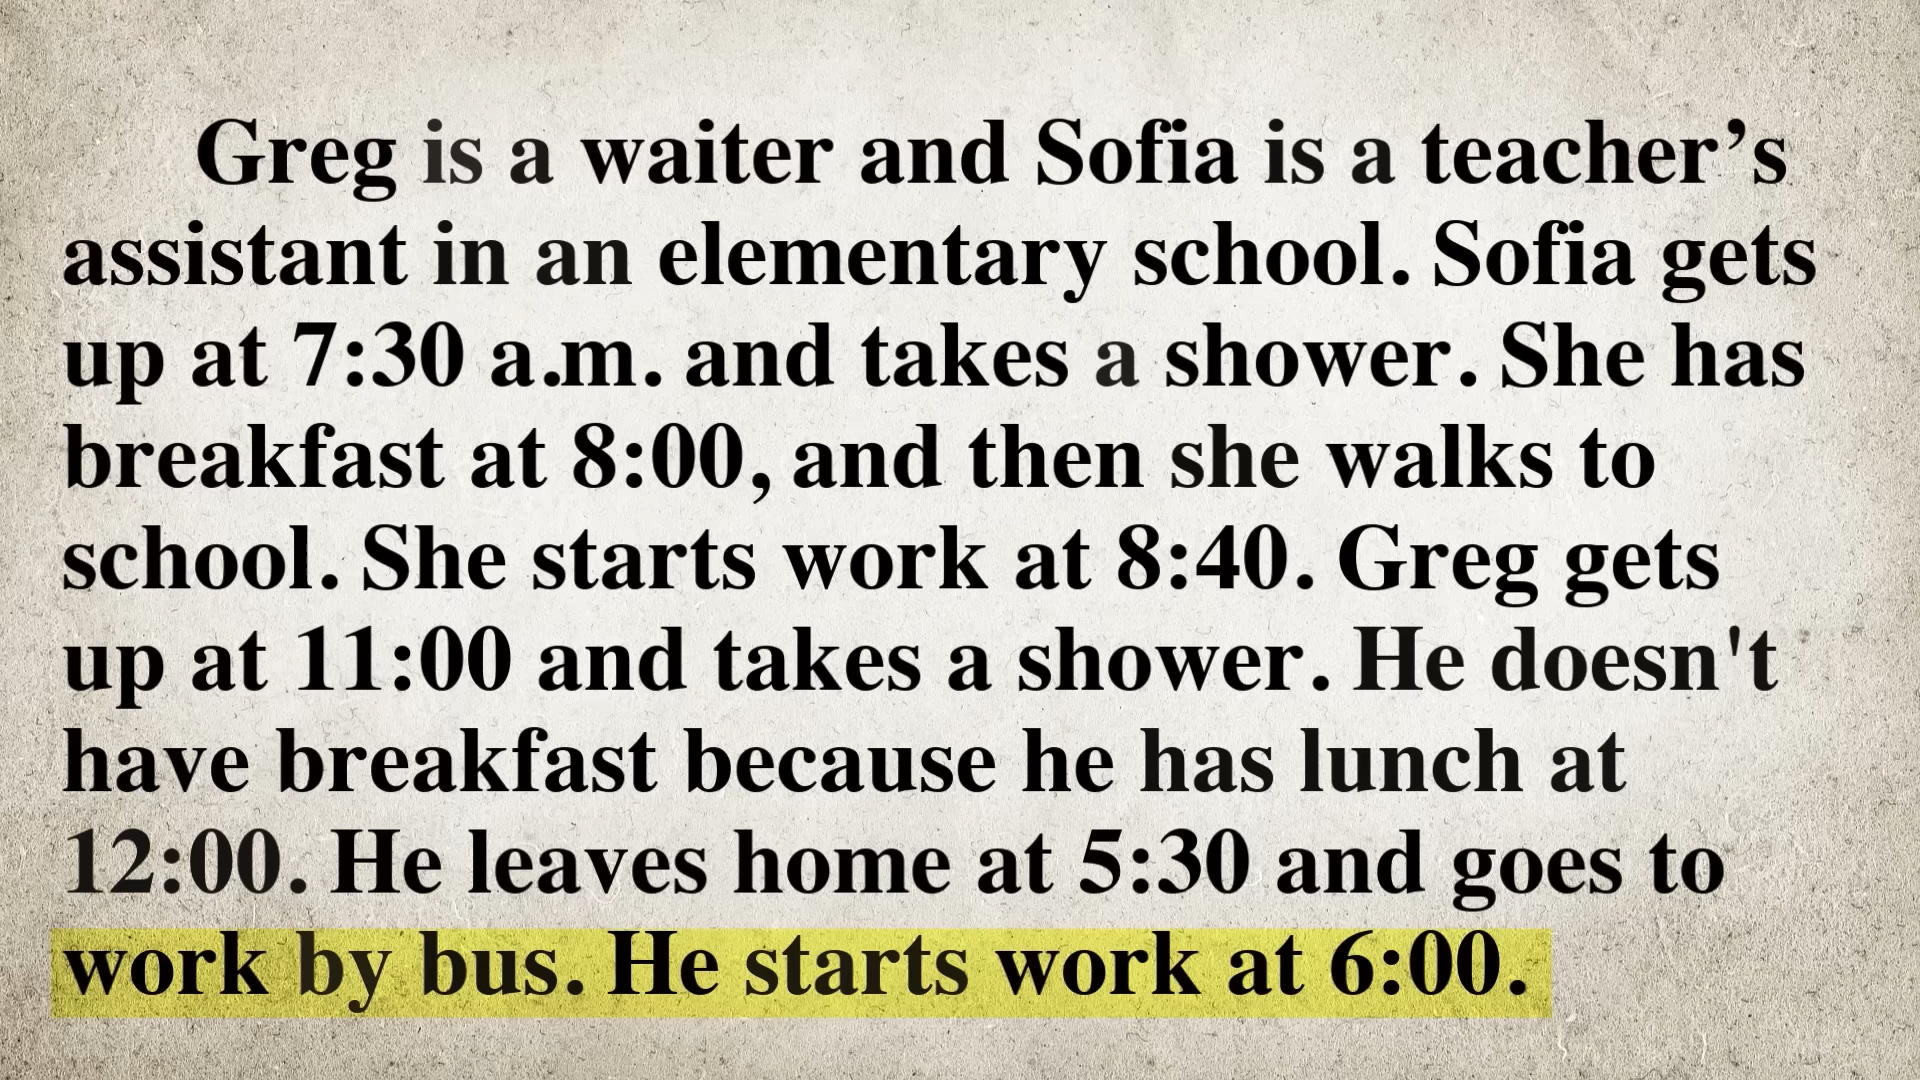 Greg is a waiter and Sofia is a teacher’s
assistant in an elementary school. Sofia gets
up at 7:30 a.m. and takes a shower. She has
breakfast at 8:00, and then she walks to
school. She starts work at 8:40. Greg gets
up at 11:00 and takes a shower. He doesn't
have breakfast because he has lunch at
12:00. He leaves home at 5:30 and goes to
work by bus. He starts work at 6:00.